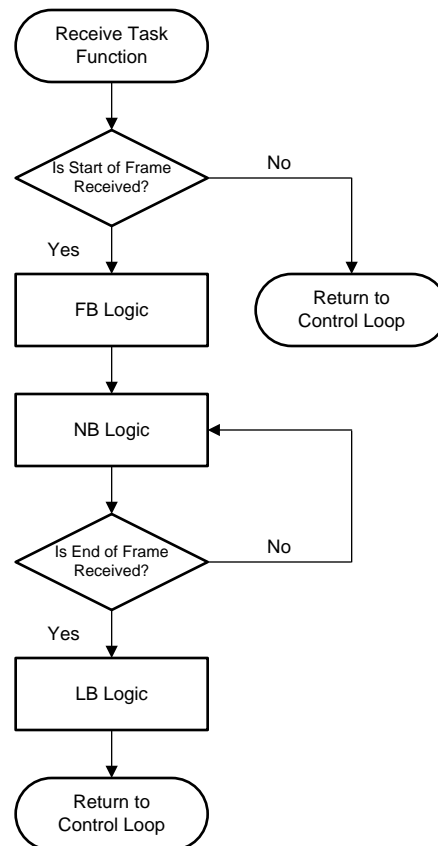 Receive Task
Function
Is Start of Frame
Received?
No
Yes
FB Logic
Return to
Control Loop
NB Logic
Is End of Frame
Received?
No
Yes
LB Logic
Return to
Control Loop